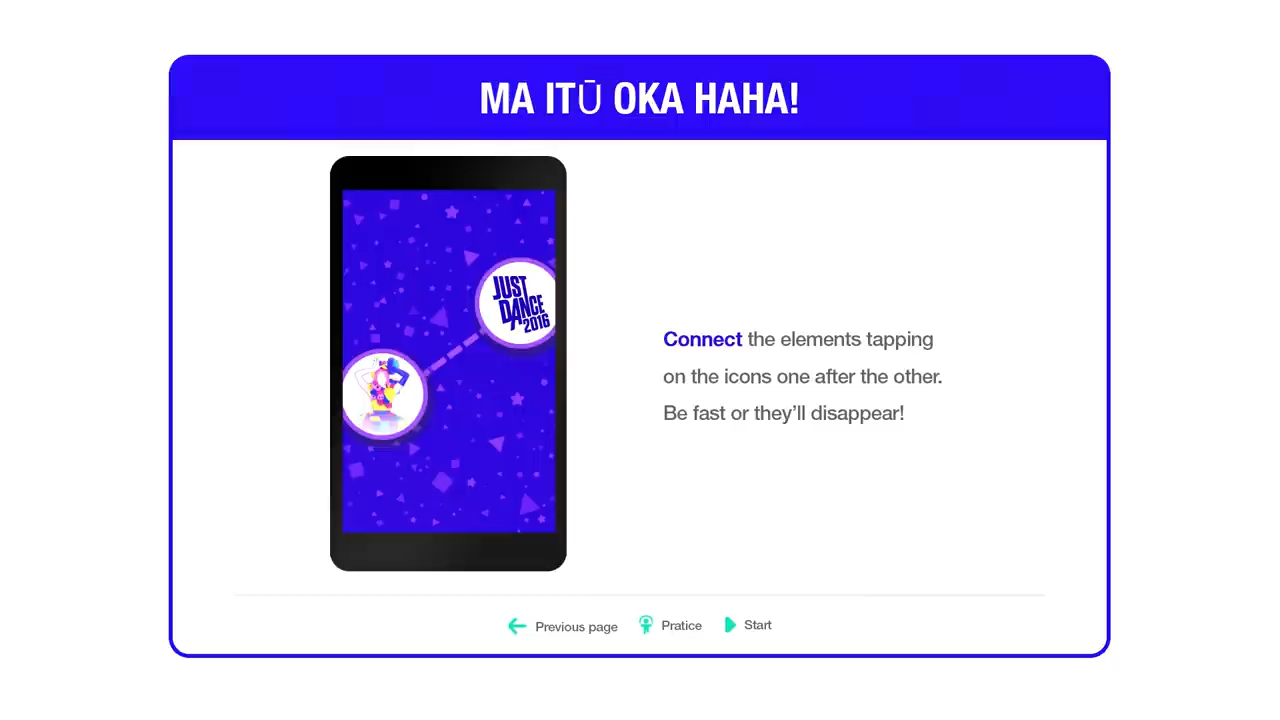 MA ITŪ OKA HAHA!
JUST
DANCE
2016
Connect the elements tapping
on the icons one after the other.
Be fast or they'll disappear!
Previous page
Pratice
Start